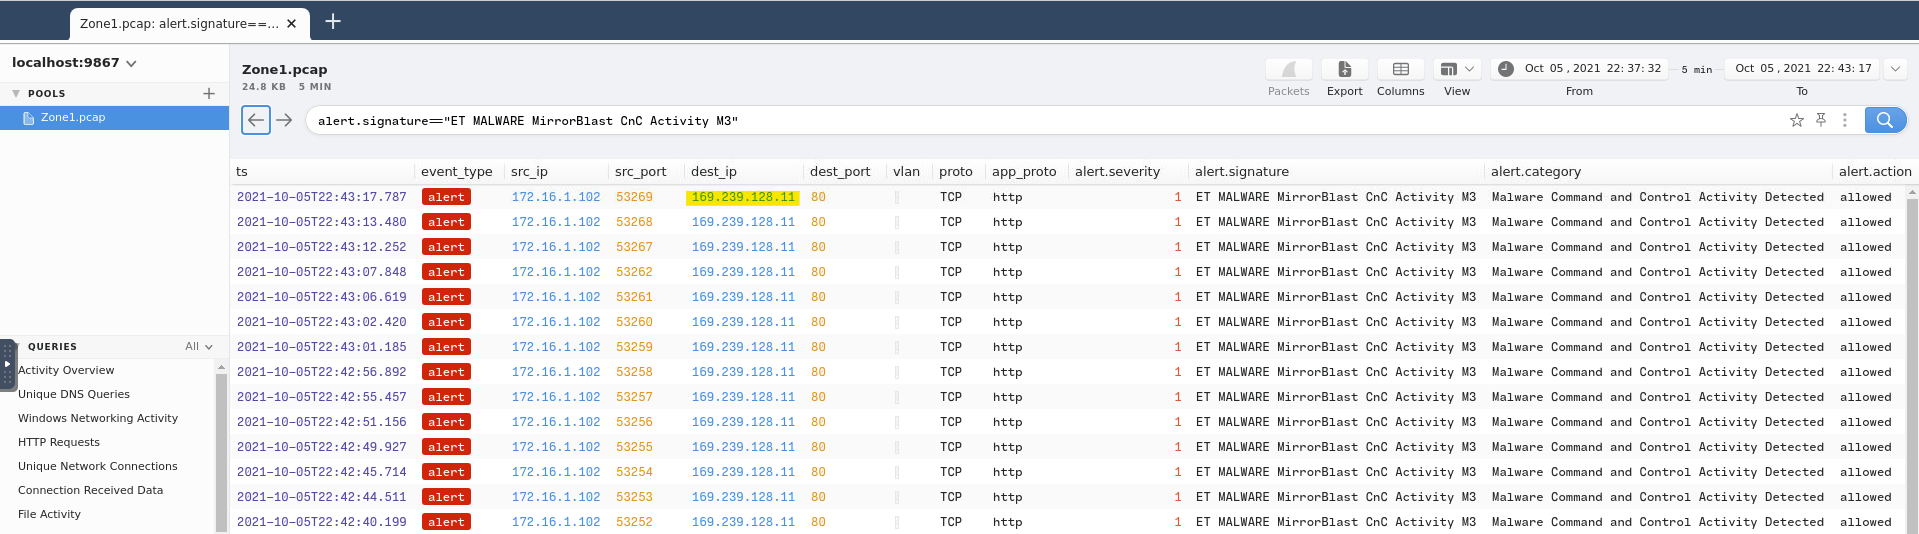 Zone1.pcap: alert.signature==...
localhost:9867
POOLS
Zone1.pcap
Zone1.pcap
24.8 KB 5 MIN
Packets Export Columns View
Oct 05 , 2021 22: 37: 32 5 min Oct 05 , 2021 22: 43: 17
From To
alert.signature=="ET MALWARE MirrorBlast CnC Activity M3"
ts event_type src_ip src_port dest_ip dest_port vlan proto app_proto alert.severity alert.signature alert.category alert.action
2021-10-05T22:43:17.787 alert 172.16.1.102 53269 169.239.128.11 80 TCP http 1 ET MALWARE MirrorBlast CnC Activity M3 Malware Command and Control Activity Detected allowed
2021-10-05T22:43:13.480 alert 172.16.1.102 53268 169.239.128.11 80 TCP http 1 ET MALWARE MirrorBlast CnC Activity M3 Malware Command and Control Activity Detected allowed
2021-10-05T22:43:12.252 alert 172.16.1.102 53267 169.239.128.11 80 TCP http 1 ET MALWARE MirrorBlast CnC Activity M3 Malware Command and Control Activity Detected allowed
2021-10-05T22:43:07.848 alert 172.16.1.102 53262 169.239.128.11 80 TCP http 1 ET MALWARE MirrorBlast CnC Activity M3 Malware Command and Control Activity Detected allowed
2021-10-05T22:43:06.619 alert 172.16.1.102 53261 169.239.128.11 80 TCP http 1 ET MALWARE MirrorBlast CnC Activity M3 Malware Command and Control Activity Detected allowed
2021-10-05T22:43:02.420 alert 172.16.1.102 53260 169.239.128.11 80 TCP http 1 ET MALWARE MirrorBlast CnC Activity M3 Malware Command and Control Activity Detected allowed
2021-10-05T22:43:01.185 alert 172.16.1.102 53259 169.239.128.11 80 TCP http 1 ET MALWARE MirrorBlast CnC Activity M3 Malware Command and Control Activity Detected allowed
2021-10-05T22:42:56.892 alert 172.16.1.102 53258 169.239.128.11 80 TCP http 1 ET MALWARE MirrorBlast CnC Activity M3 Malware Command and Control Activity Detected allowed
2021-10-05T22:42:55.457 alert 172.16.1.102 53257 169.239.128.11 80 TCP http 1 ET MALWARE MirrorBlast CnC Activity M3 Malware Command and Control Activity Detected allowed
2021-10-05T22:42:51.156 alert 172.16.1.102 53256 169.239.128.11 80 TCP http 1 ET MALWARE MirrorBlast CnC Activity M3 Malware Command and Control Activity Detected allowed
2021-10-05T22:42:49.927 alert 172.16.1.102 53255 169.239.128.11 80 TCP http 1 ET MALWARE MirrorBlast CnC Activity M3 Malware Command and Control Activity Detected allowed
2021-10-05T22:42:45.714 alert 172.16.1.102 53254 169.239.128.11 80 TCP http 1 ET MALWARE MirrorBlast CnC Activity M3 Malware Command and Control Activity Detected allowed
2021-10-05T22:42:44.511 alert 172.16.1.102 53253 169.239.128.11 80 TCP http 1 ET MALWARE MirrorBlast CnC Activity M3 Malware Command and Control Activity Detected allowed
2021-10-05T22:42:40.199 alert 172.16.1.102 53252 169.239.128.11 80 TCP http 1 ET MALWARE MirrorBlast CnC Activity M3 Malware Command and Control Activity Detected allowed
QUERIES All
Activity Overview
Unique DNS Queries
Windows Networking Activity
HTTP Requests
Unique Network Connections
Connection Received Data
File Activity